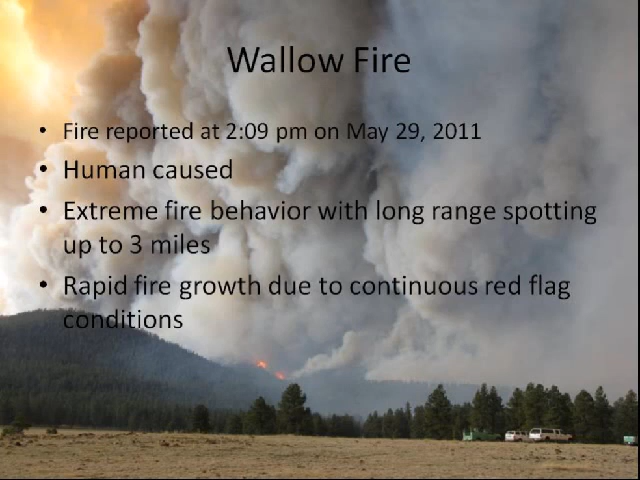 Wallow Fire
• Fire reported at 2:09 pm on May 29, 2011
• Human caused
• Extreme fire behavior with long range spotting
up to 3 miles
• Rapid fire growth due to continuous red flag
conditions